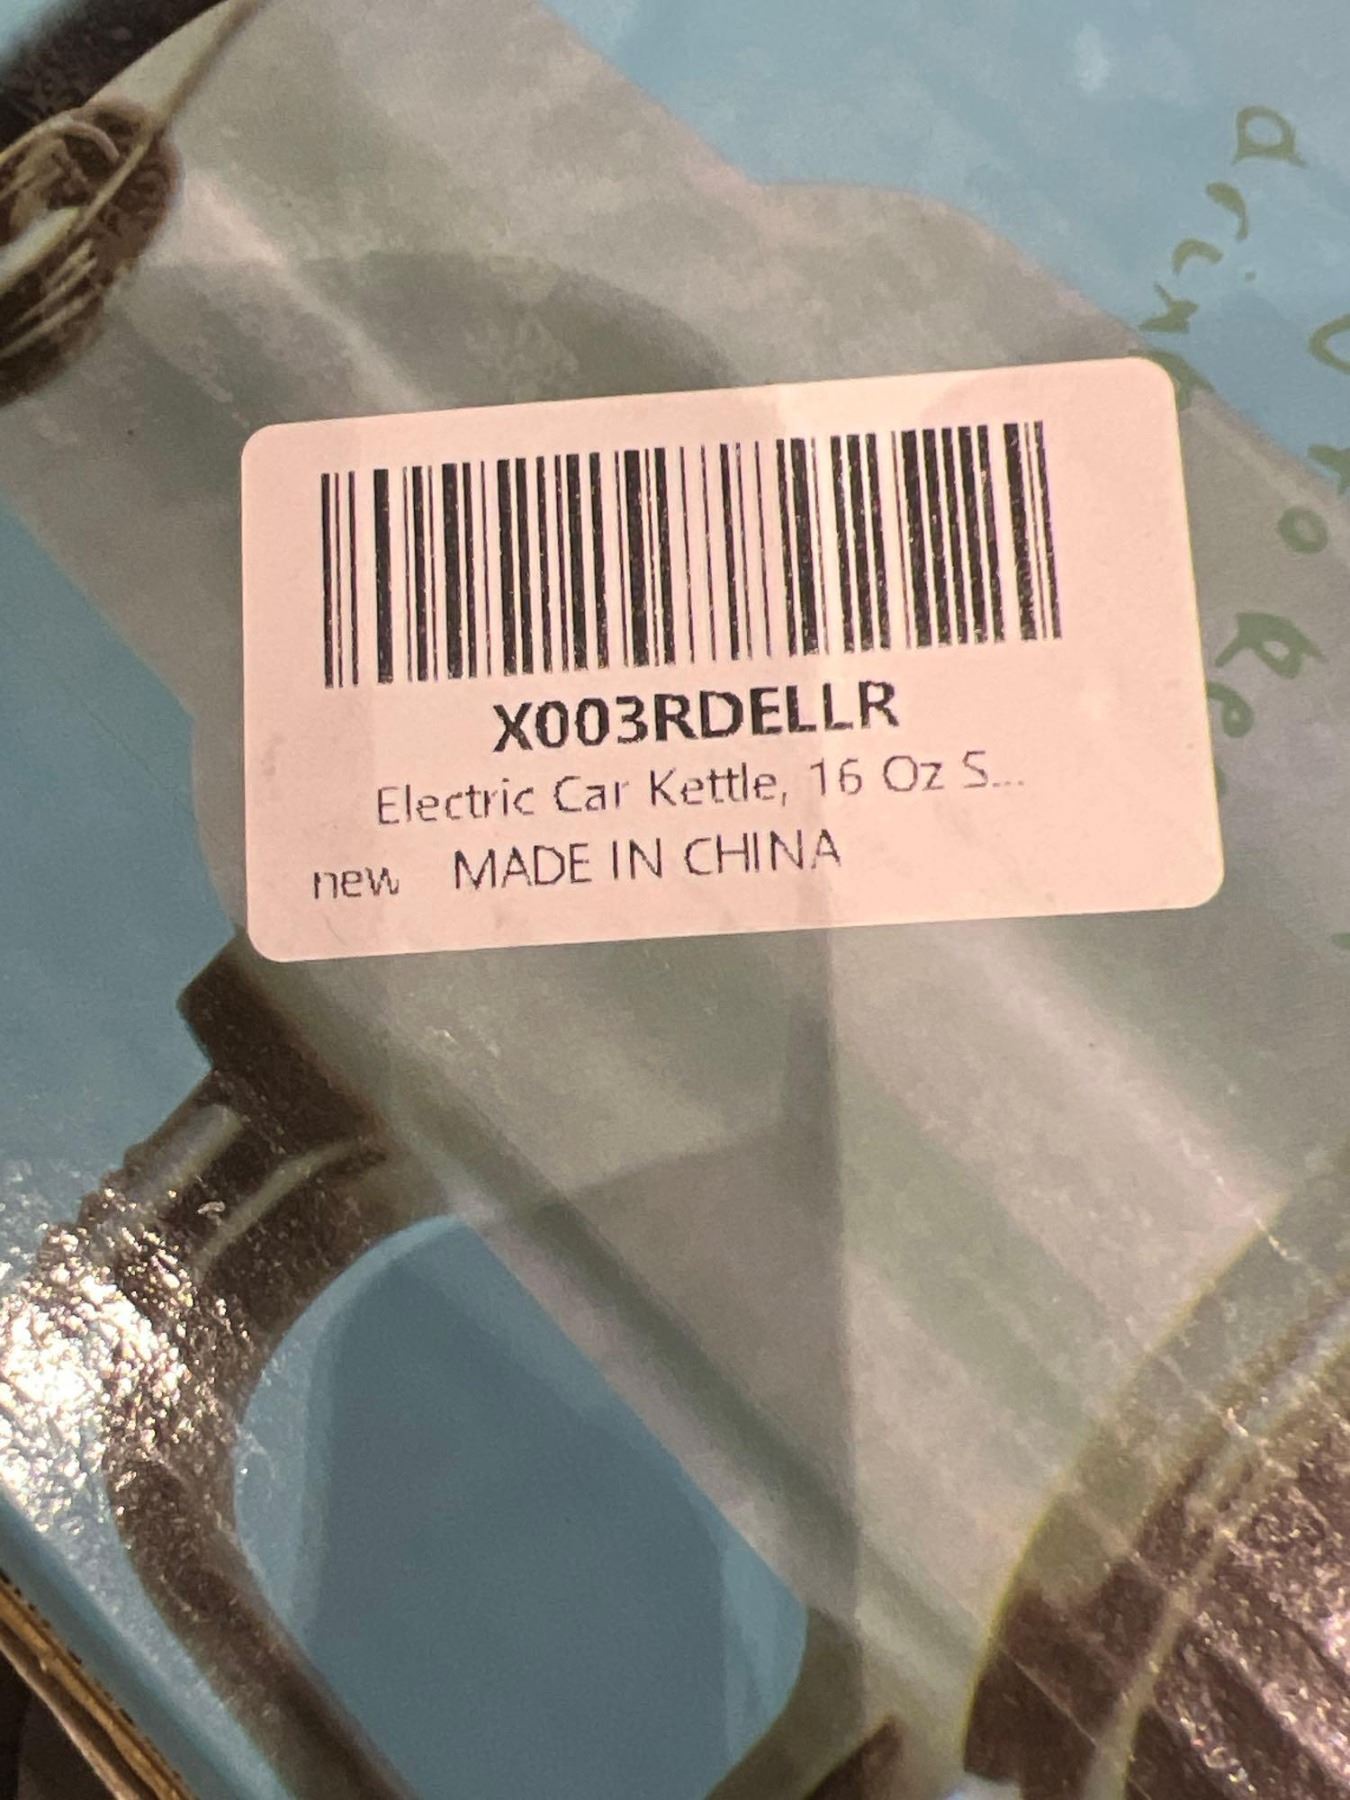 X003RDELLR
Electric Car Kettle, 16 Oz S...
new MADE IN CHINA